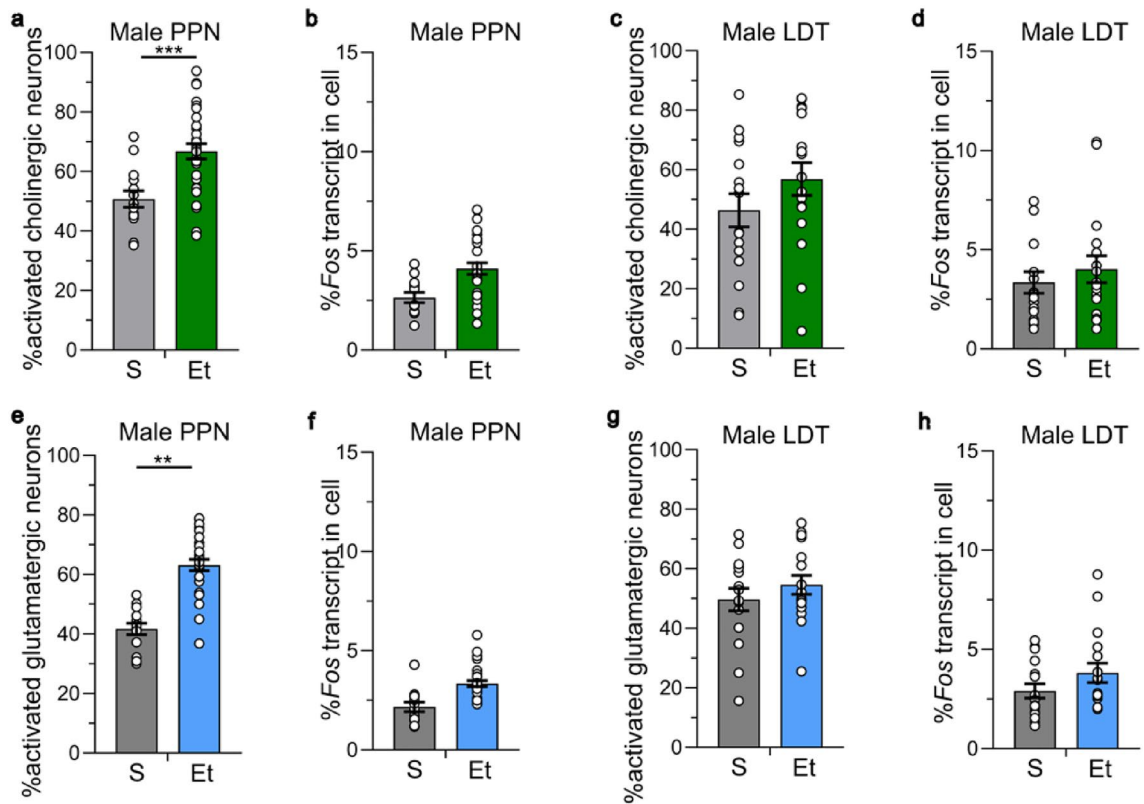 a
Male PPN
%activated cholinergic neurons
100
80
60
40
20
0
***
S
Et
b
Male PPN
%Fos transcript in cell
15
10
5
0
S
Et
c
Male LDT
%activated cholinergic neurons
100
80
60
40
20
0
S
Et
d
Male LDT
%Fos transcript in cell
15
10
5
0
S
Et
e
Male PPN
%activated glutamatergic neurons
100
80
60
40
20
0
**
S
Et
f
Male PPN
%Fos transcript in cell
15
10
5
0
S
Et
g
Male LDT
%activated glutamatergic neurons
100
80
60
40
20
0
S
Et
h
Male LDT
%Fos transcript in cell
15
10
5
0
S
Et